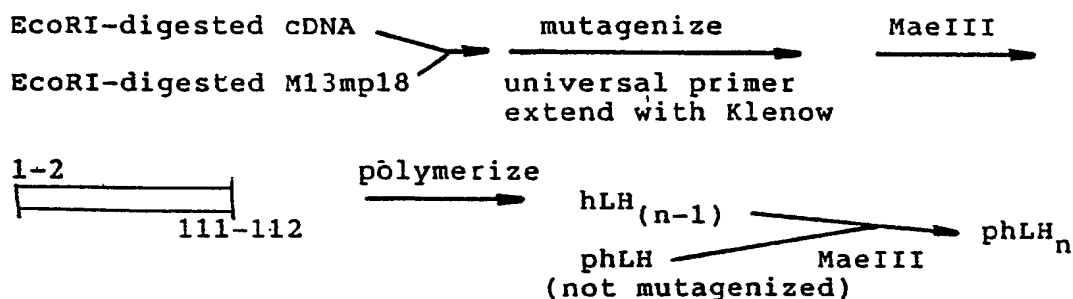 EcoRI-digested cDNA
EcoRI-digested M13mp18
mutagenize
universal primer
extend with Klenow
MaeIII
1-2
111-112
polymerize
hLH(n-1)
phLH
(not mutagenized)
MaeIII
phLHn